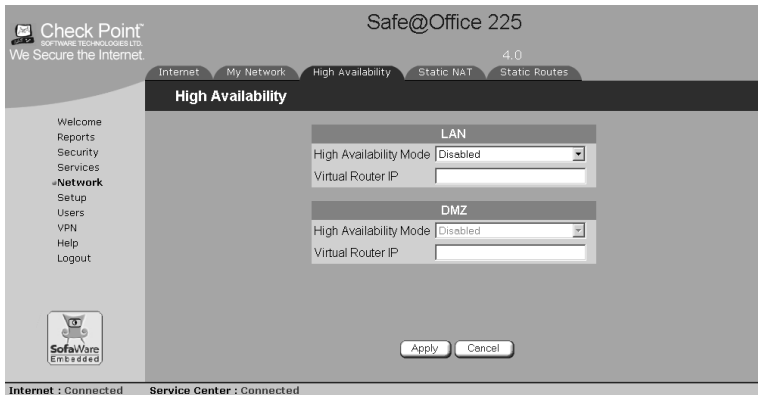 Check Point™
SOFTWARE TECHNOLOGIES LTD.
We Secure the Internet.
Safe@Office 225
4.0
Internet My Network High Availability Static NAT Static Routes
High Availability
Welcome
Reports
Security
Services
Network
Setup
Users
VPN
Help
Logout
LAN
High Availability Mode Disabled
Virtual Router IP
DMZ
High Availability Mode Disabled
Virtual Router IP
Apply Cancel
SofaWare
Embedded
Internet : Connected Service Center : Connected